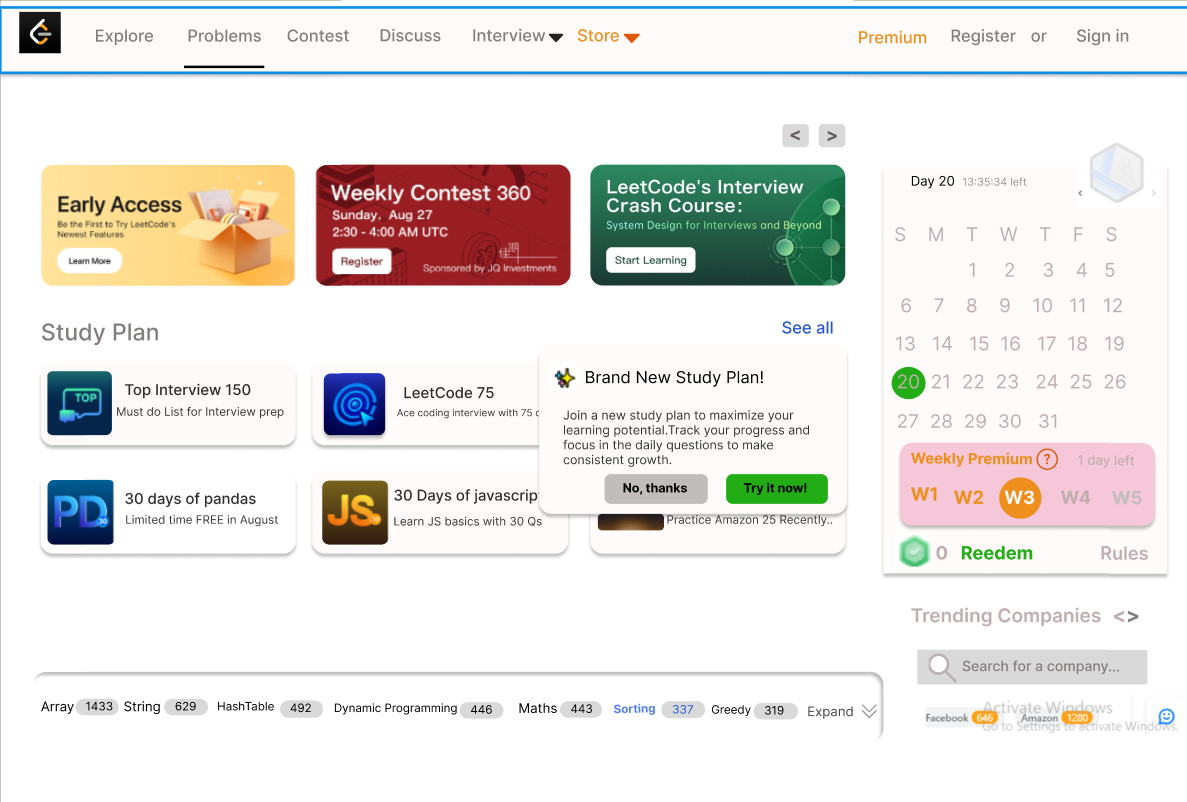 Explore Problems Contest Discuss Interview Store Premium Register or Sign in
< >
Early Access
Be the First to Try LeetCode's
Newest Features
Learn More
Weekly Contest 360
Sunday, Aug 27
2:30 - 4:00 AM UTC
Register
Sponsored by JQ Investments
LeetCode's Interview
Crash Course:
System Design for Interviews and Beyond
Start Learning
Day 20 13:35:34 left
‹ ›
S M T W T F S
1 2 3 4 5
6 7 8 9 10 11 12
13 14 15 16 17 18 19
20 21 22 23 24 25 26
27 28 29 30 31
Weekly Premium ? 1 day left
W1 W2 W3 W4 W5
0 Reedem Rules
Study Plan
See all
TOP
Top Interview 150
Must do List for Interview prep
LeetCode 75
Ace coding interview with 75 
Brand New Study Plan!
Join a new study plan to maximize your
learning potential.Track your progress and
focus in the daily questions to make
consistent growth.
No, thanks Try it now!
PD 30
30 days of pandas
Limited time FREE in August
JS
30 Days of javascrip
Learn JS basics with 30 Qs
Practice Amazon 25 Recently..
Trending Companies <>
Search for a company...
Facebook 646 Amazon 1280
Array 1433 String 629 HashTable 492 Dynamic Programming 446 Maths 443 Sorting 337 Greedy 319 Expand
Activate Windows
Go to Settings to activate Windows.